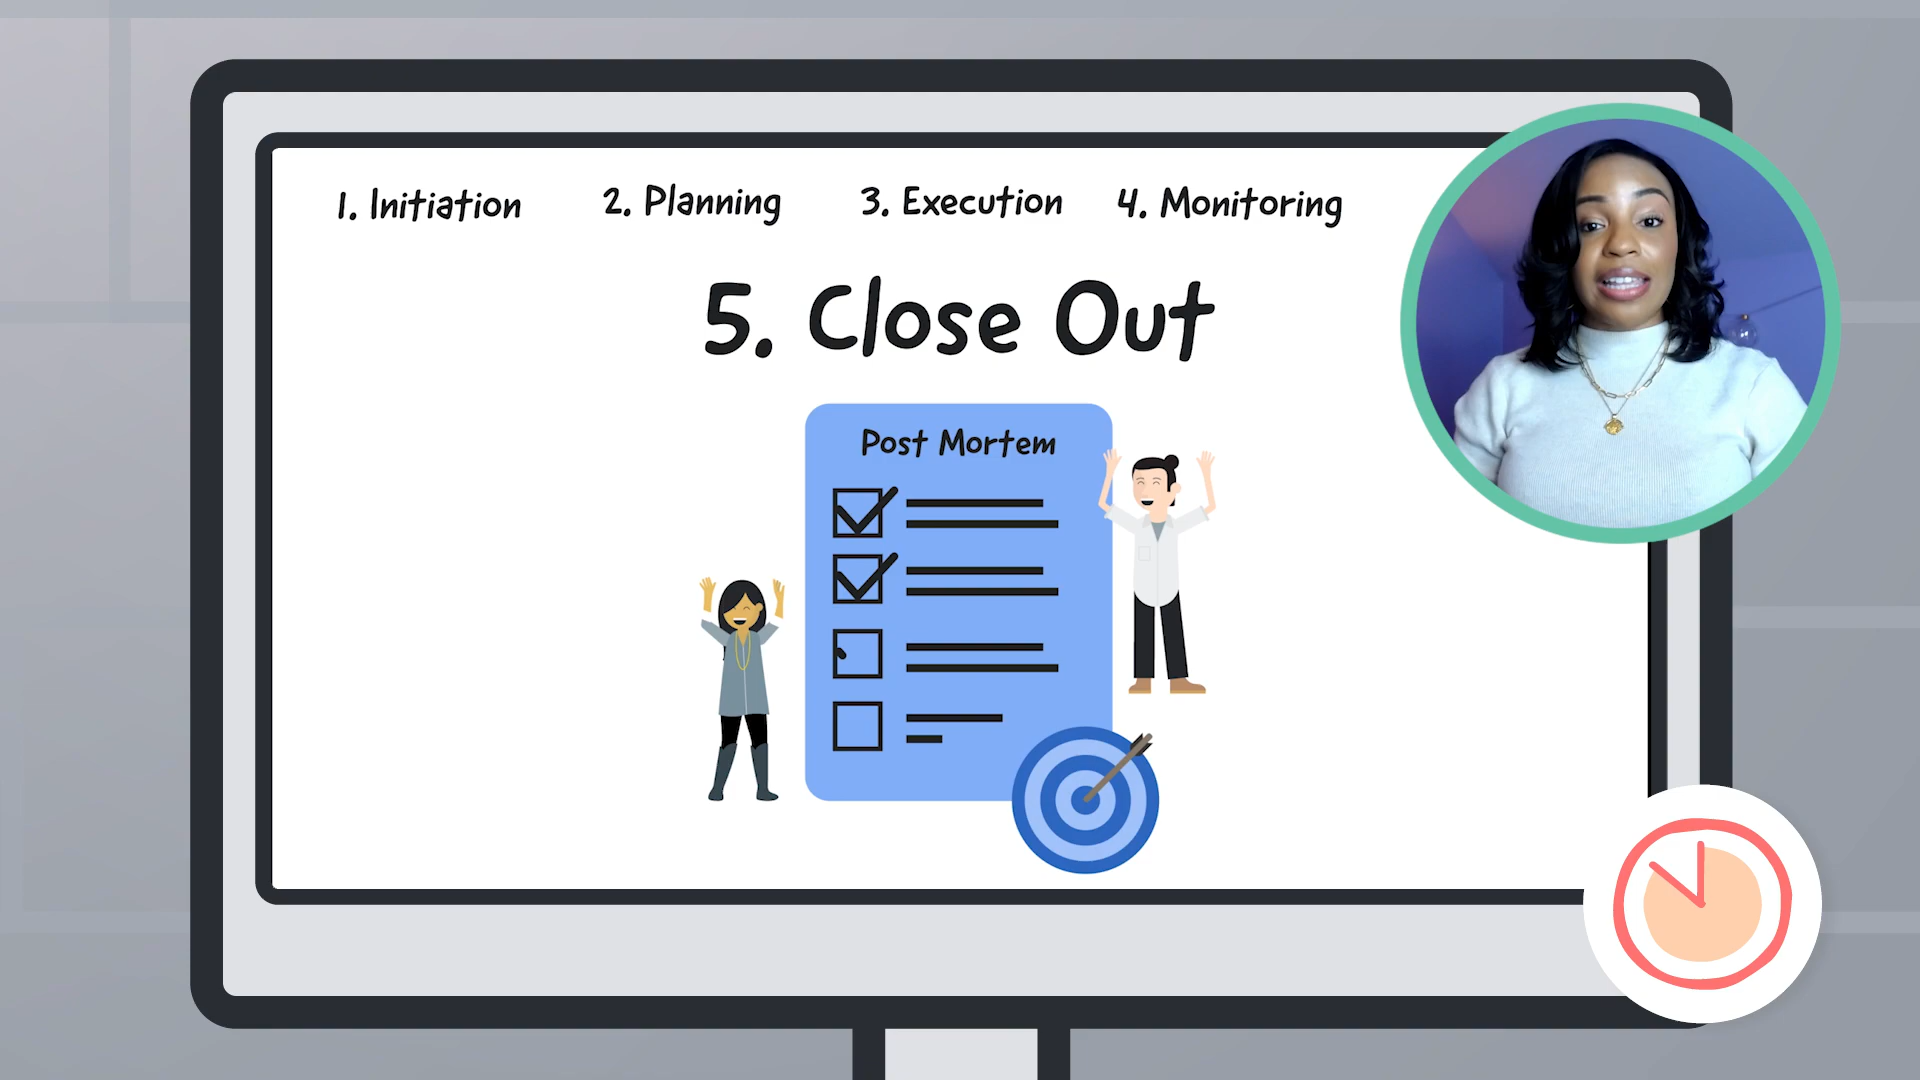 1. Initiation
2. Planning
3. Execution
4. Monitoring
5. Close Out
Post Mortem